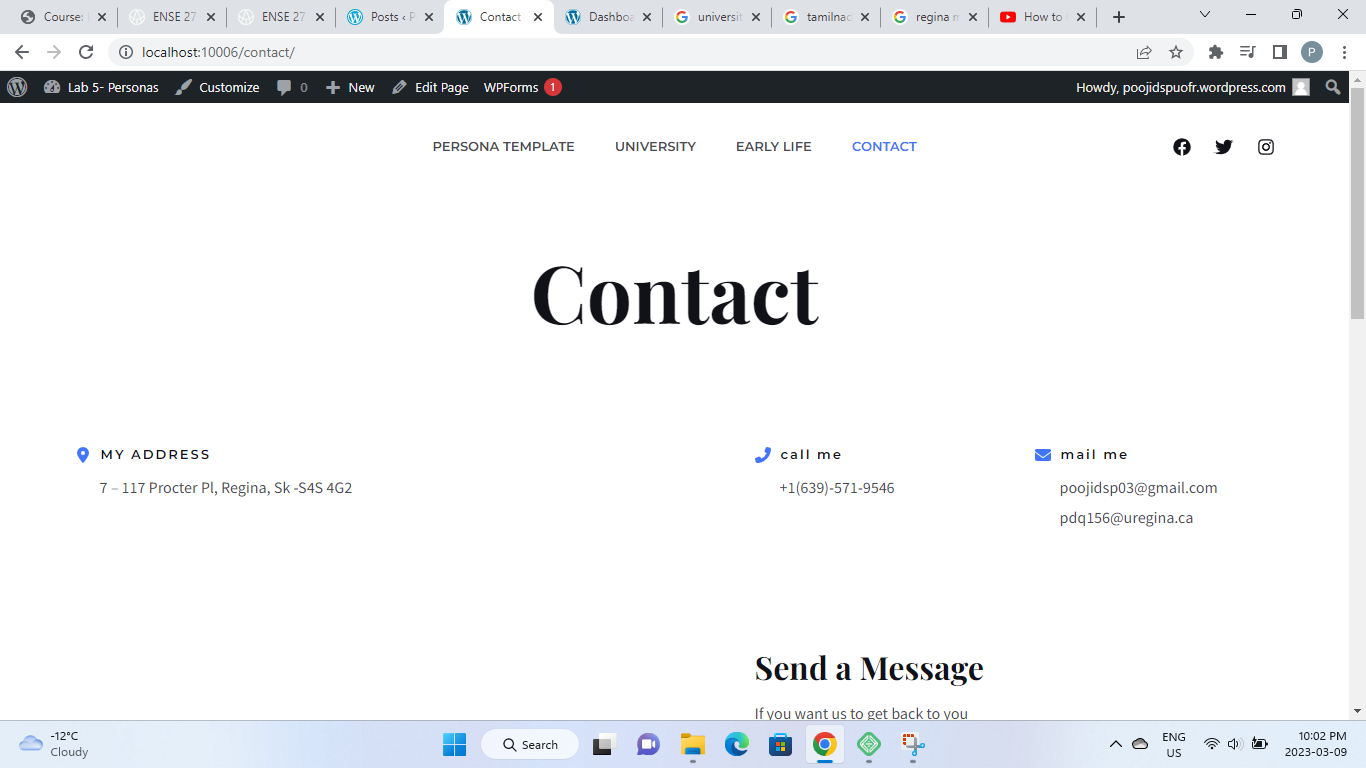 Course:
ENSE 27
ENSE 27
Posts ‹ P
Contact
Dashboa
universit
tamilnad
regina m
How to
localhost:10006/contact/
P
Lab 5- Personas
Customize
0
New
Edit Page
WPForms
1
Howdy, poojidspuofr.wordpress.com
PERSONA TEMPLATE
UNIVERSITY
EARLY LIFE
CONTACT
Contact
MY ADDRESS
7 – 117 Procter Pl, Regina, Sk -S4S 4G2
call me
+1(639)-571-9546
mail me
poojidsp03@gmail.com
pdq156@uregina.ca
Send a Message
If you want us to get back to you
-12°C
Cloudy
Search
ENG
US
10:02 PM
2023-03-09